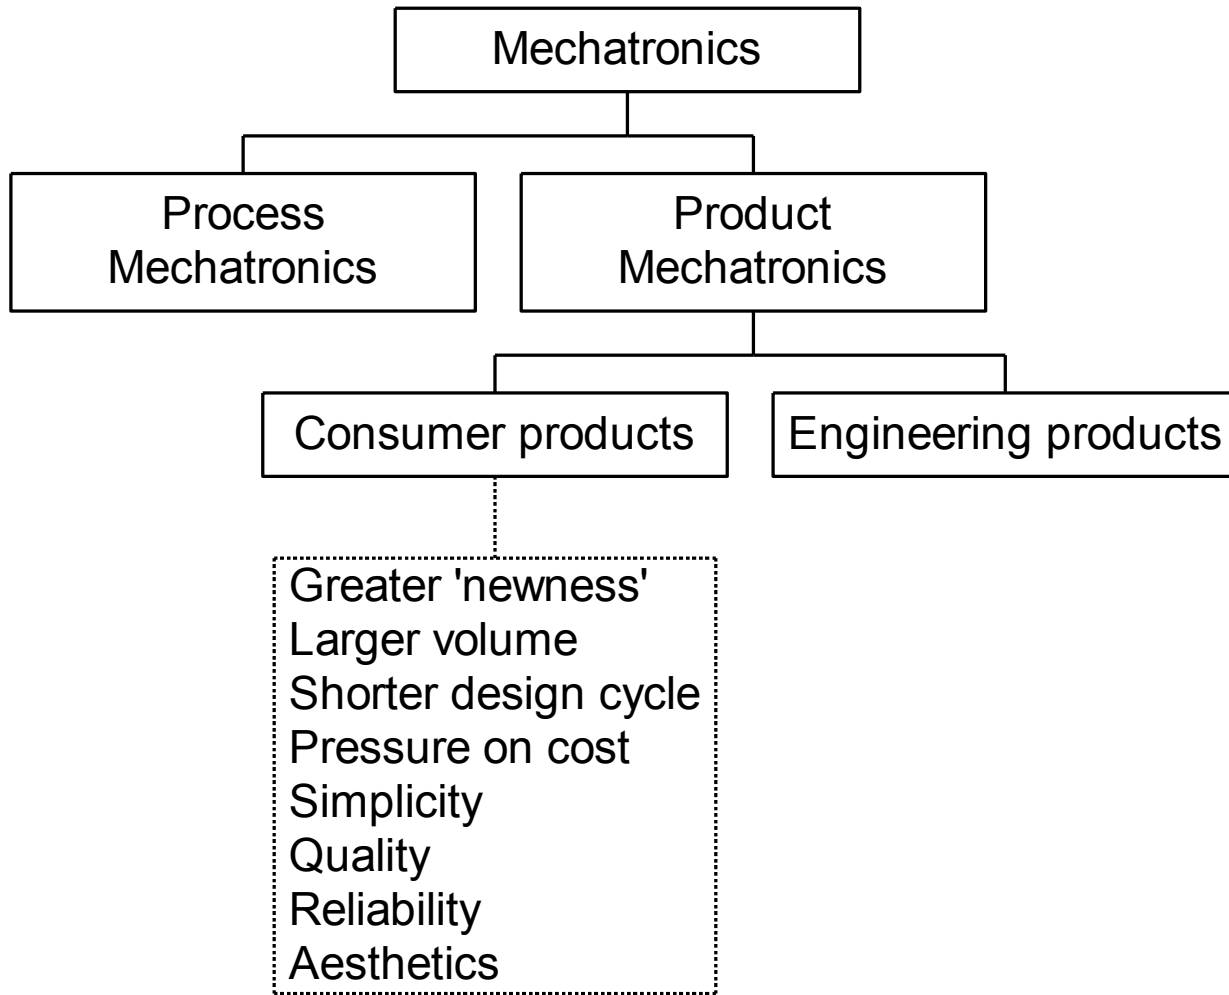 Mechatronics
Process
Mechatronics
Product
Mechatronics
Consumer products
Engineering products
Greater 'newness'
Larger volume
Shorter design cycle
Pressure on cost
Simplicity
Quality
Reliability
Aesthetics